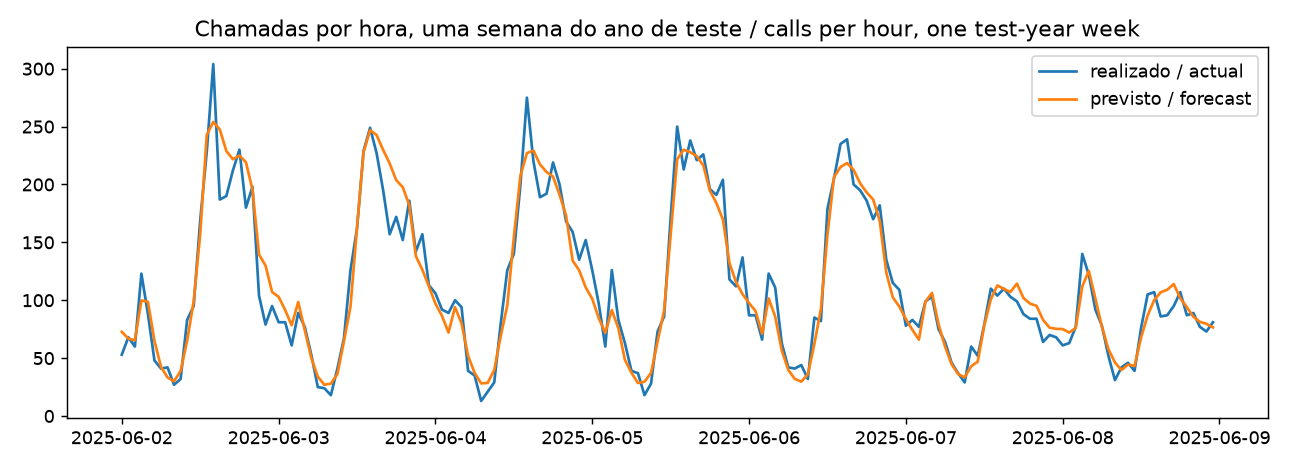 Chamadas por hora, uma semana do ano de teste / calls per hour, one test-year week
realizado / actual
previsto / forecast
300
250
200
150
100
50
0
2025-06-02 2025-06-03 2025-06-04 2025-06-05 2025-06-06 2025-06-07 2025-06-08 2025-06-09